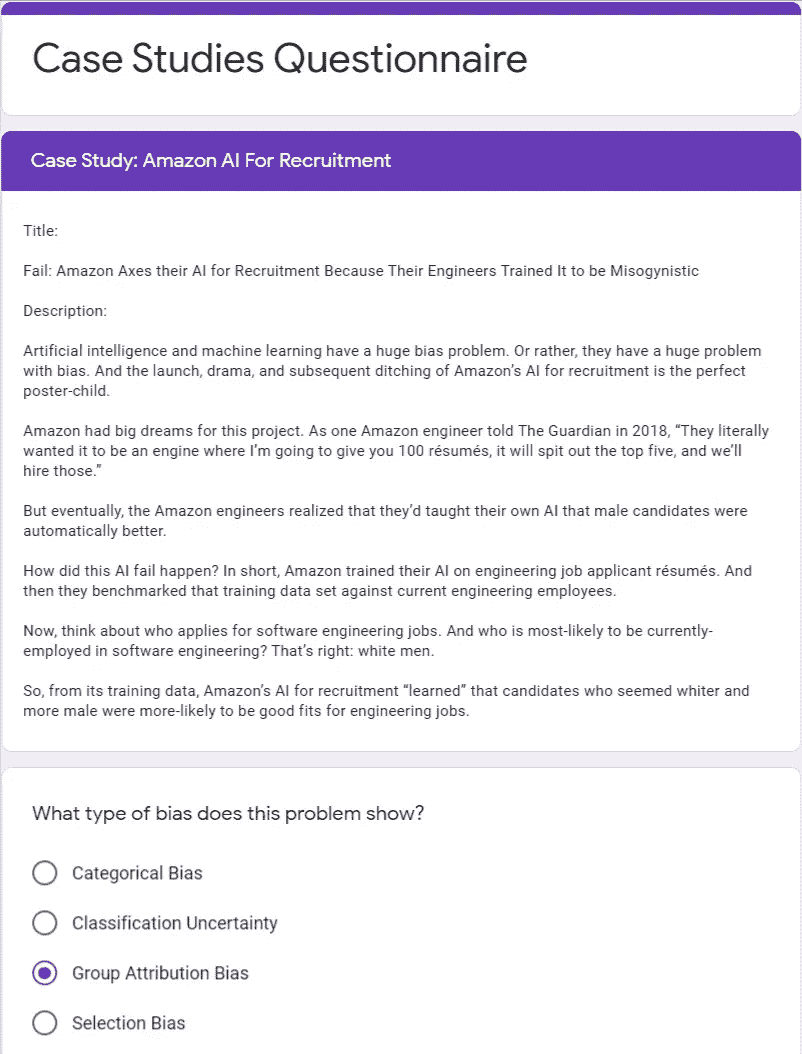 Case Studies Questionnaire
Case Study: Amazon AI For Recruitment
Title:
Fail: Amazon Axes their AI for Recruitment Because Their Engineers Trained It to be Misogynistic
Description:
Artificial intelligence and machine learning have a huge bias problem. Or rather, they have a huge problem
with bias. And the launch, drama, and subsequent ditching of Amazon's AI for recruitment is the perfect
poster-child.
Amazon had big dreams for this project. As one Amazon engineer told The Guardian in 2018, “They literally
wanted it to be an engine where I'm going to give you 100 résumés, it will spit out the top five, and we'll
hire those.”
But eventually, the Amazon engineers realized that they'd taught their own AI that male candidates were
automatically better.
How did this AI fail happen? In short, Amazon trained their AI on engineering job applicant résumés. And
then they benchmarked that training data set against current engineering employees.
Now, think about who applies for software engineering jobs. And who is most-likely to be currently-
employed in software engineering? That's right: white men.
So, from its training data, Amazon's AI for recruitment “learned” that candidates who seemed whiter and
more male were more-likely to be good fits for engineering jobs.
What type of bias does this problem show?
Categorical Bias
Classification Uncertainty
Group Attribution Bias
Selection Bias